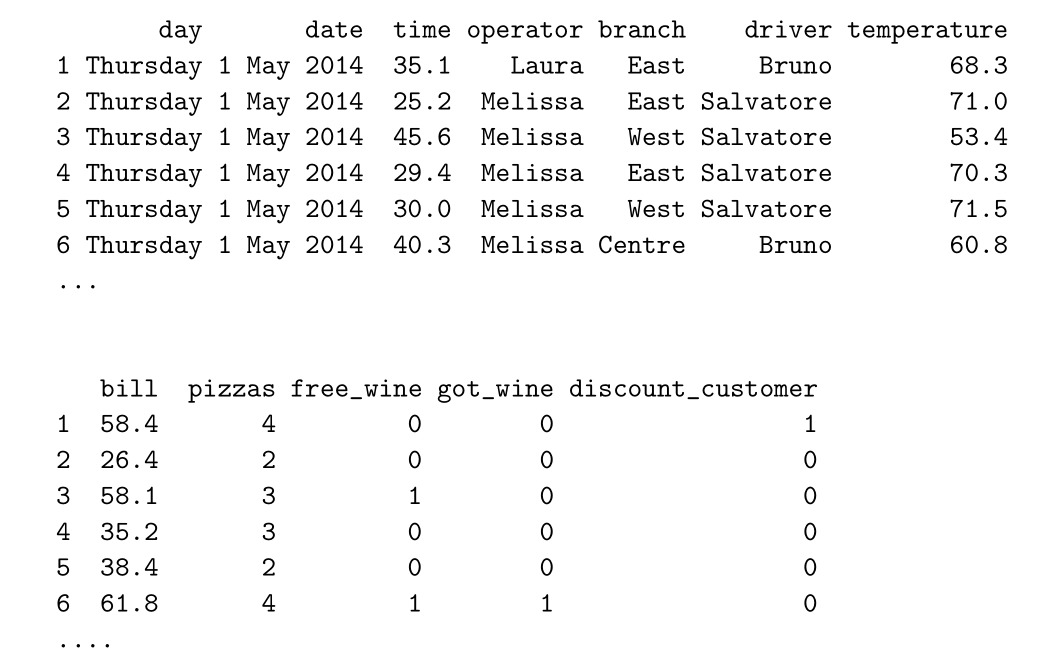 day date time operator branch driver temperature
1 Thursday 1 May 2014 35.1 Laura East Bruno 68.3
2 Thursday 1 May 2014 25.2 Melissa East Salvatore 71.0
3 Thursday 1 May 2014 45.6 Melissa West Salvatore 53.4
4 Thursday 1 May 2014 29.4 Melissa East Salvatore 70.3
5 Thursday 1 May 2014 30.0 Melissa West Salvatore 71.5
6 Thursday 1 May 2014 40.3 Melissa Centre Bruno 60.8
...
bill pizzas free_wine got_wine discount_customer
1 58.4 4 0 0 1
2 26.4 2 0 0 0
3 58.1 3 1 0 0
4 35.2 3 0 0 0
5 38.4 2 0 0 0
6 61.8 4 1 1 0
....